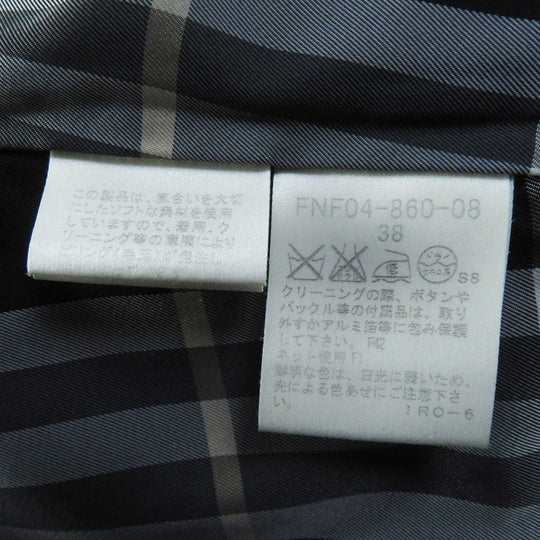 この製品は、風合いを大切
にしたソフトな素材を使用
していますので、着用、ク
リーニング等の摩擦により
FNF04-860-08
38
ドライ
S8
クリーニングの際、ボタンや
バックル等の付属品は、取り
外すかアルミ箔等に包み保護
して下さい。
ネット使用
鮮明な色は、日光に弱いため、
光による色あせにご注意下さい
IRO-6